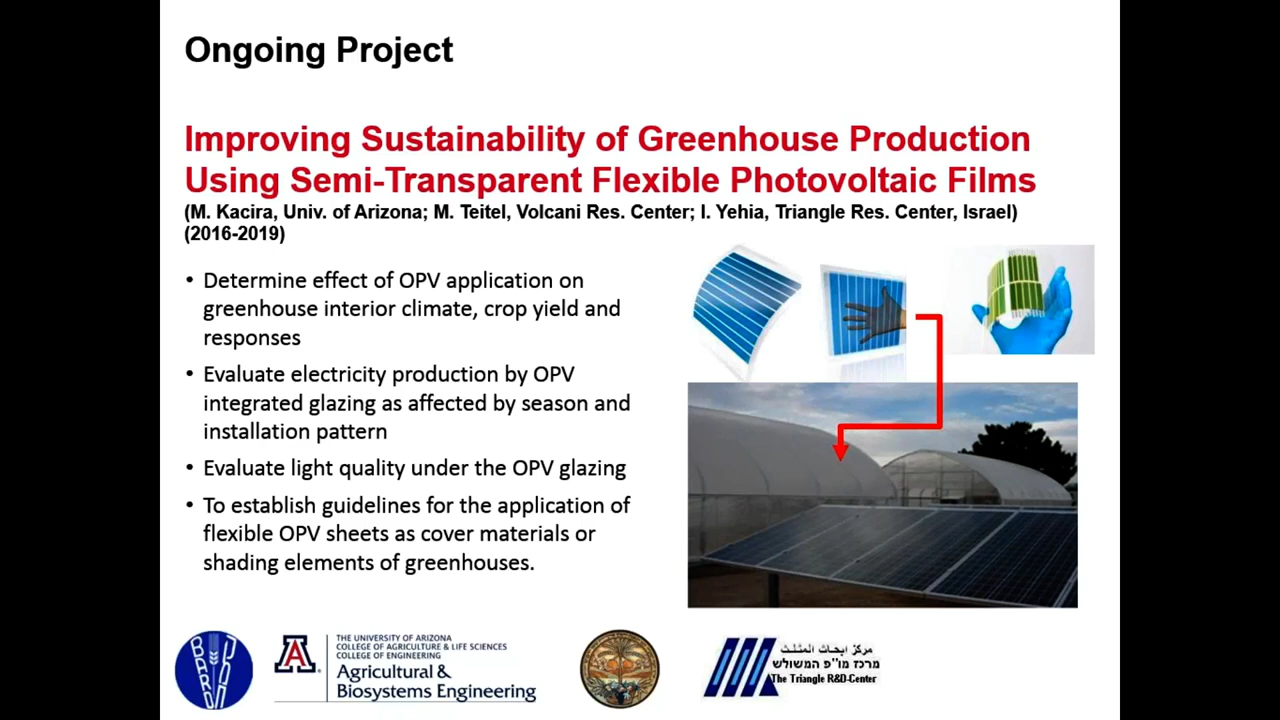 Ongoing Project
Improving Sustainability of Greenhouse Production
Using Semi-Transparent Flexible Photovoltaic Films
(M. Kacira, Univ. of Arizona; M. Teitel, Volcani Res. Center; I. Yehia, Triangle Res. Center, Israel)
(2016-2019)
• Determine effect of OPV application on
greenhouse interior climate, crop yield and
responses
• Evaluate electricity production by OPV
integrated glazing as affected by season and
installation pattern
• Evaluate light quality under the OPV glazing
• To establish guidelines for the application of
flexible OPV sheets as cover materials or
shading elements of greenhouses.
BARD
A
THE UNIVERSITY OF ARIZONA
COLLEGE OF AGRICULTURE & LIFE SCIENCES
COLLEGE OF ENGINEERING
Agricultural &
Biosystems Engineering
مركز ابحاث المثلث
מרכז מו"פ המשולש
The Triangle R&D-Center